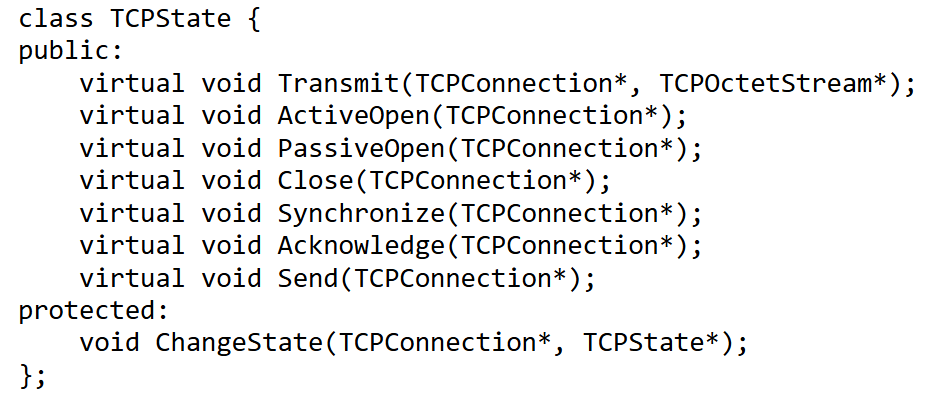 class TCPState {
public:
    virtual void Transmit(TCPConnection*, TCPOctetStream*);
    virtual void ActiveOpen(TCPConnection*);
    virtual void PassiveOpen(TCPConnection*);
    virtual void Close(TCPConnection*);
    virtual void Synchronize(TCPConnection*);
    virtual void Acknowledge(TCPConnection*);
    virtual void Send(TCPConnection*);
protected:
    void ChangeState(TCPConnection*, TCPState*);
};